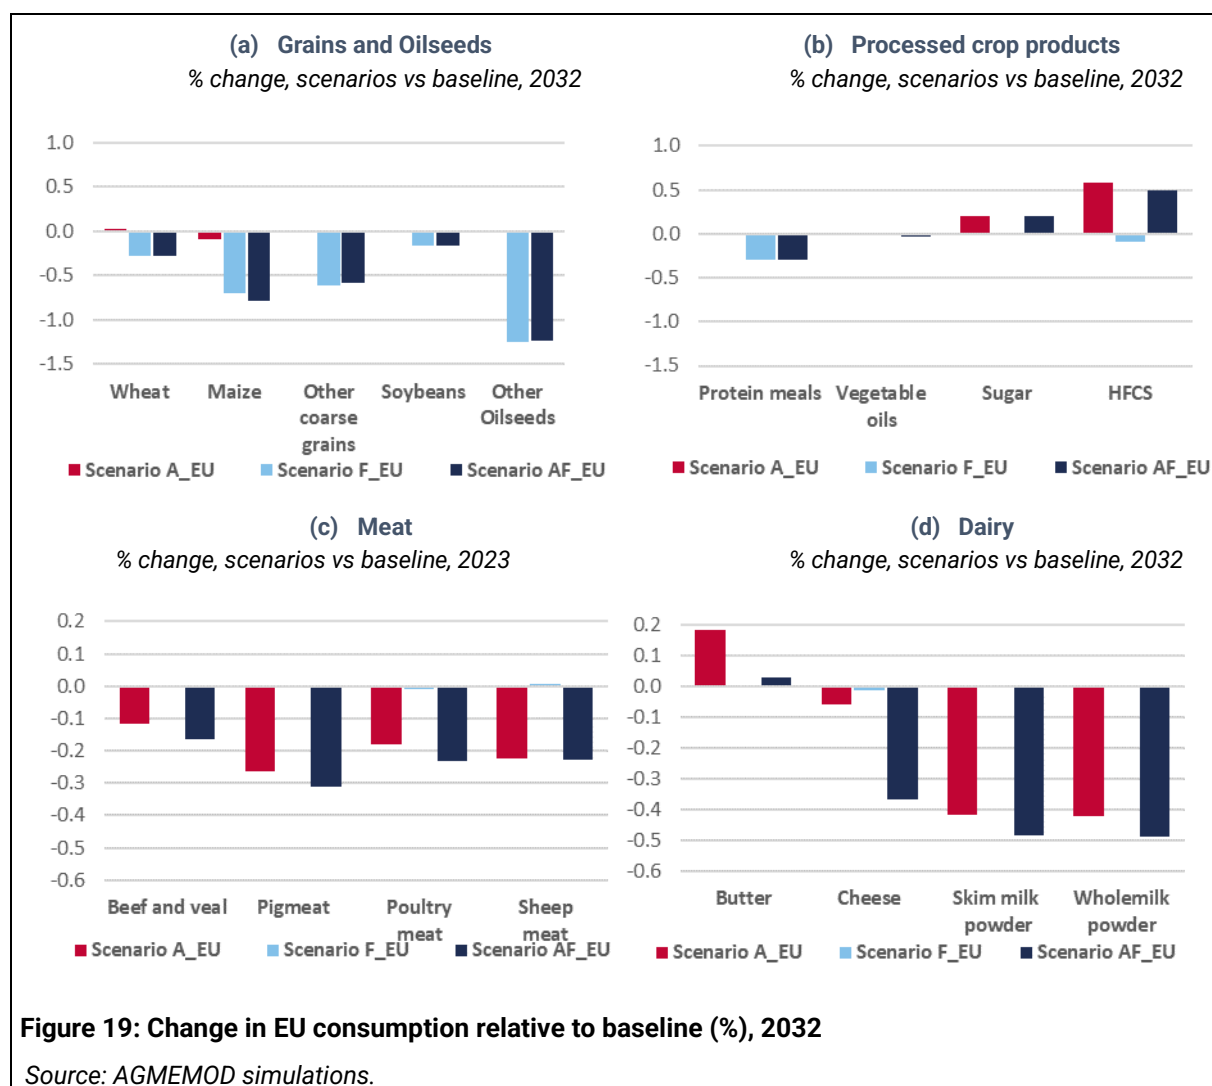 (a) Grains and Oilseeds
% change, scenarios vs baseline, 2032
1.0
0.5
0.0
-0.5
-1.0
-1.5
Wheat
Maize
Other
coarse
grains
Soybeans
Other
Oilseeds
Scenario A_EU
Scenario F_EU
Scenario AF_EU
(b) Processed crop products
% change, scenarios vs baseline, 2032
1.0
0.5
0.0
-0.5
-1.0
-1.5
Protein meals
Vegetable
oils
Sugar
HFCS
Scenario A_EU
Scenario F_EU
Scenario AF_EU
(c) Meat
% change, scenarios vs baseline, 2023
0.2
0.1
0.0
-0.1
-0.2
-0.3
-0.4
-0.5
-0.6
Beef and veal
Pigmeat
Poultry
meat
Sheep
meat
Scenario A_EU
Scenario F_EU
Scenario AF_EU
(d) Dairy
% change, scenarios vs baseline, 2032
0.2
0.1
0.0
-0.1
-0.2
-0.3
-0.4
-0.5
-0.6
Butter
Cheese
Skim milk
powder
Wholemilk
powder
Scenario A_EU
Scenario F_EU
Scenario AF_EU
Figure 19: Change in EU consumption relative to baseline (%), 2032
Source: AGMEMOD simulations.